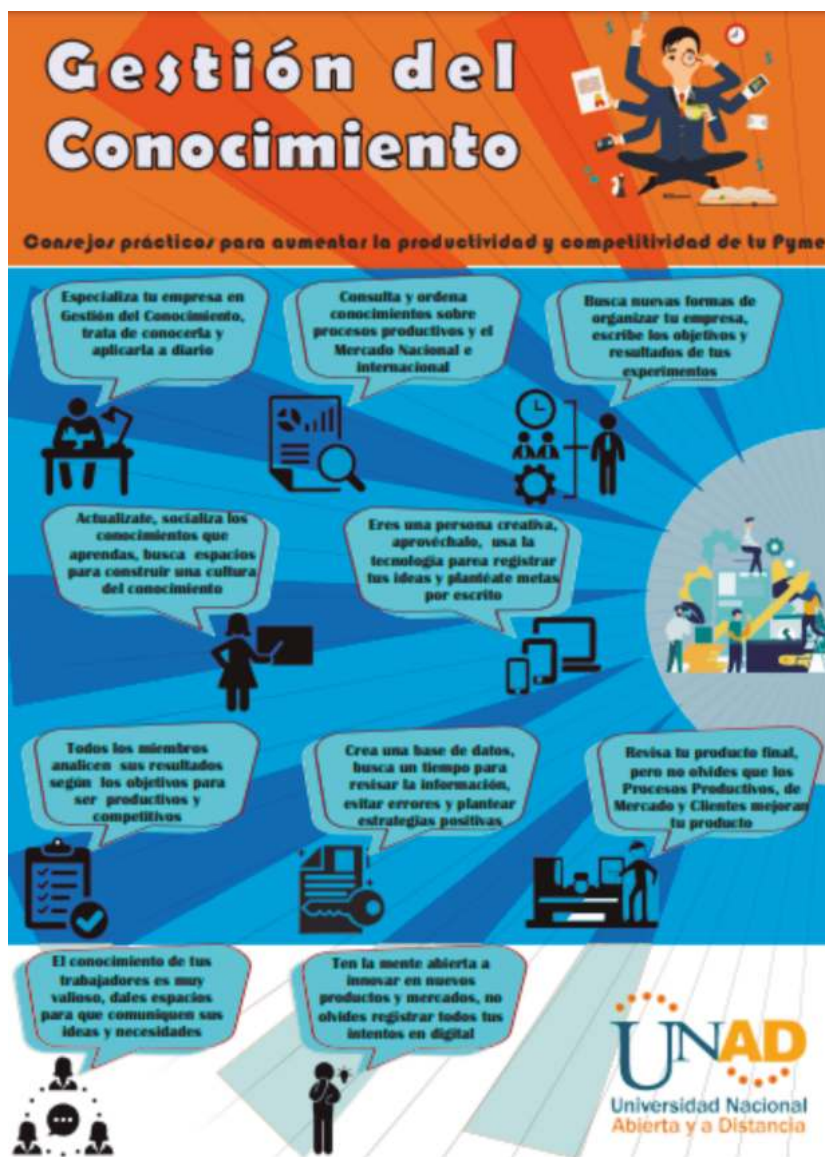 Gestión del
Conocimiento
Consejos prácticos para aumentar la productividad y competitividad de tu Pyme
Especializa tu empresa en
Gestión del Conocimiento,
trata de conocerla y
aplicarla a diario
Consulta y ordena
conocimientos sobre
procesos productivos y el
Mercado Nacional e
internacional
Busca nuevas formas de
organizar tu empresa,
escribe los objetivos y
resultados de tus
experimentos
Actualizate, socializa los
conocimientos que
aprendas, busca espacios
para construir una cultura
del conocimiento
Eres una persona creativa,
aprovéchalo, usa la
tecnología parea registrar
tus ideas y plantéate metas
por escrito
Todos los miembros
analicen sus resultados
según los objetivos para
ser productivos y
competitivos
Crea una base de datos,
busca un tiempo para
revisar la información,
evitar errores y plantear
estrategias positivas
Revisa tu producto final,
pero no olvides que los
Procesos Productivos, de
Mercado y Clientes mejoran
tu producto
El conocimiento de tus
trabajadores es muy
valioso, dales espacios
para que comuniquen sus
ideas y necesidades
Ten la mente abierta a
innovar en nuevos
productos y mercados, no
olvides registrar todos tus
intentos en digital
UNAD
Universidad Nacional
Abierta y a Distancia